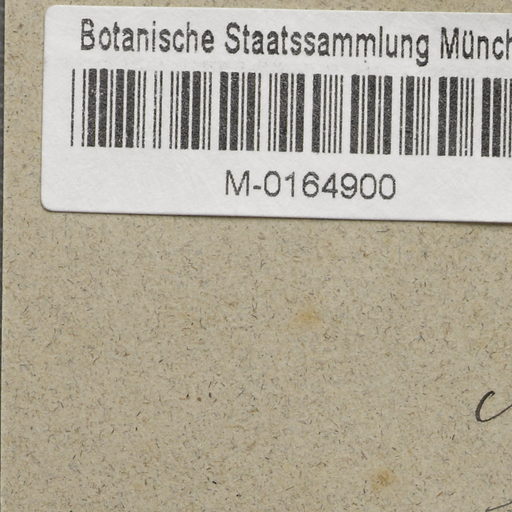 Botanische Staatssammlung Münch
M-0164900